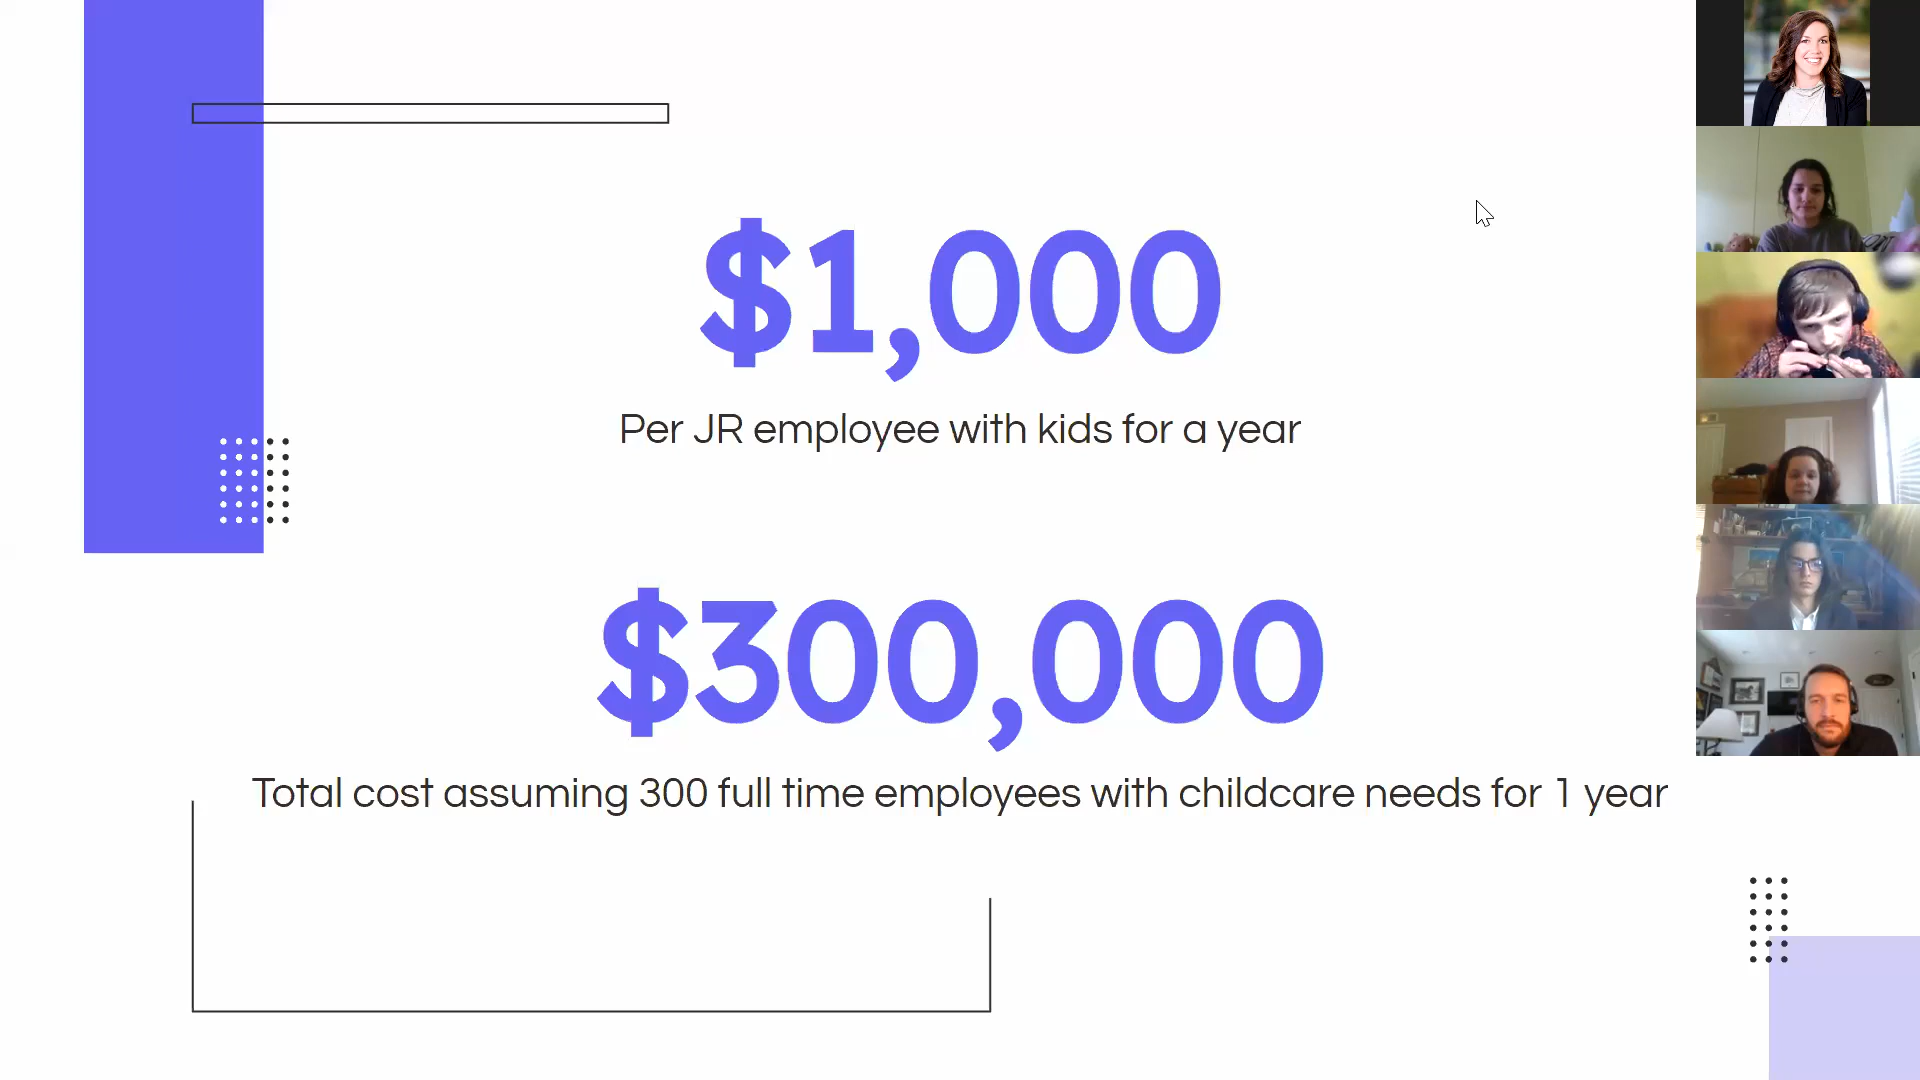 $1,000
Per JR employee with kids for a year
$300,000
Total cost assuming 300 full time employees with childcare needs for 1 year